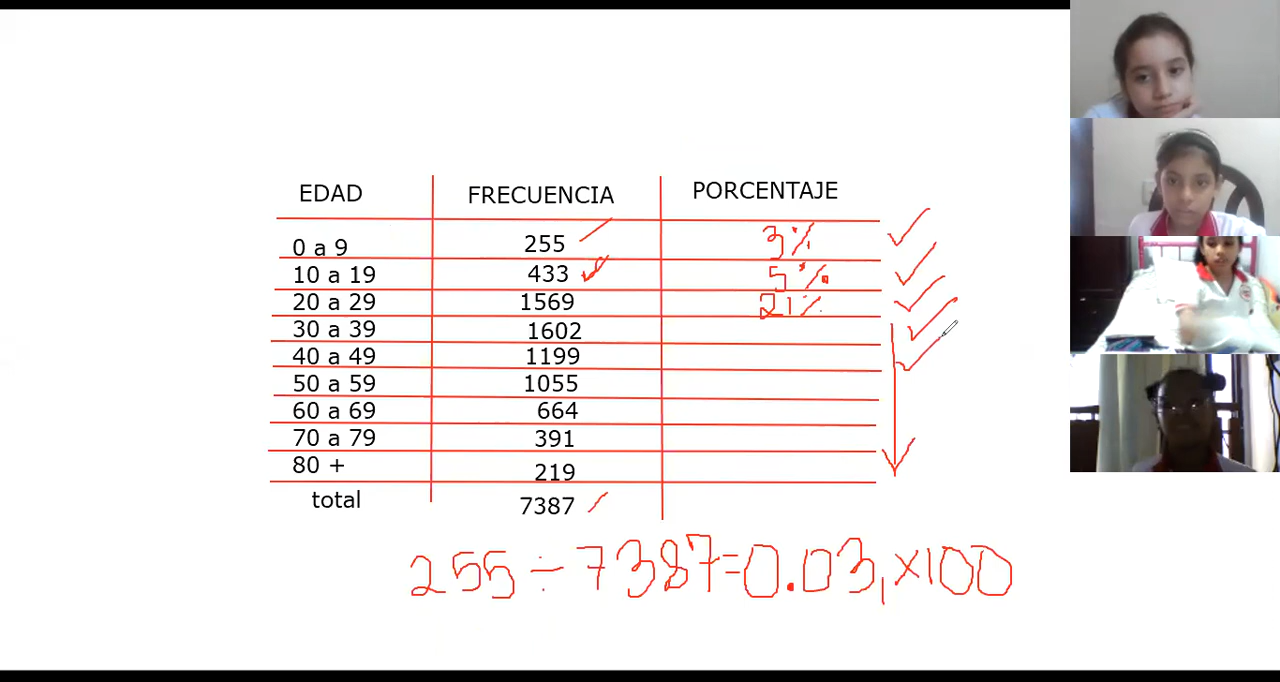 EDAD FRECUENCIA PORCENTAJE
0 a 9 255 3%
10 a 19 433 5%
20 a 29 1569 21%
30 a 39 1602
40 a 49 1199
50 a 59 1055
60 a 69 664
70 a 79 391
80 + 219
total 7387
255 ÷ 7387=0.03, ×100